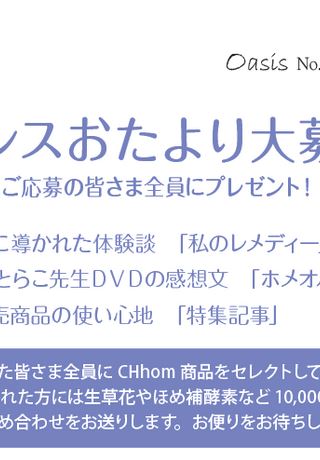 Oasis No.
ンスおたより大募
ご応募の皆さま全員にプレゼント！
に導かれた体験談 「私のレメディー」
とらこ先生ＤＶＤの感想文 「ホメオパ
売商品の使い心地 「特集記事」
た皆さま全員に CHhom 商品をセレクトして
れた方には生草花やほめ補酵素など 10,000
め合わせをお送りします。お便りをお待ちし